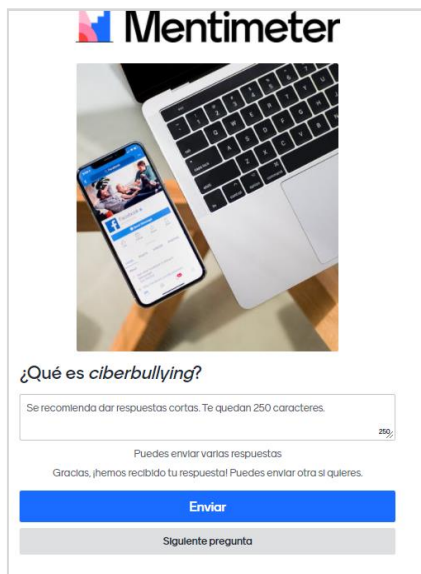 Mentimeter
¿Qué es ciberbullying?
Se recomienda dar respuestas cortas. Te quedan 250 caracteres.
250
Puedes enviar varias respuestas
Gracias, ¡hemos recibido tu respuesta! Puedes enviar otra si quieres.
Enviar
Siguiente pregunta